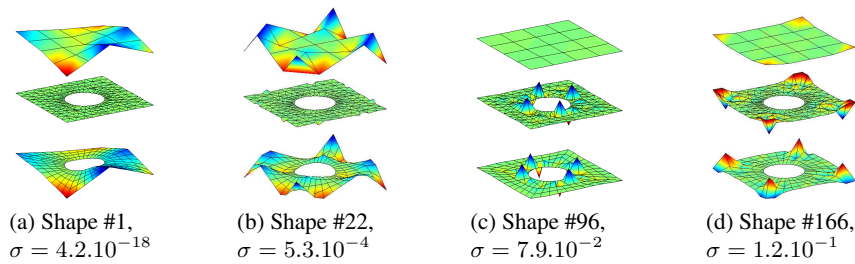 (a) Shape #1,
σ = 4.2.10⁻¹⁸
(b) Shape #22,
σ = 5.3.10⁻⁴
(c) Shape #96,
σ = 7.9.10⁻²
(d) Shape #166,
σ = 1.2.10⁻¹